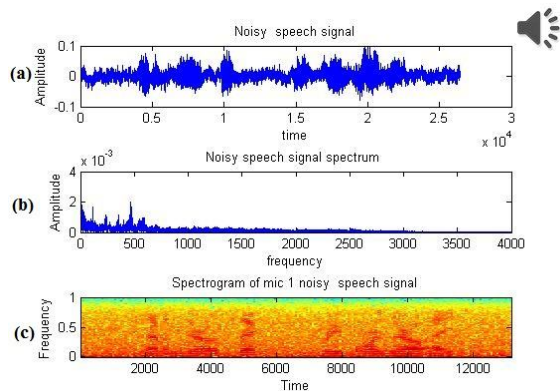 Noisy speech signal
(a)
Amplitude
0.1
0
-0.1
0 0.5 1 1.5 2 2.5 3
time
x 10^4
x 10^-3
Noisy speech signal spectrum
(b)
Amplitude
4
2
0
0 500 1000 1500 2000 2500 3000 3500 4000
frequency
Spectrogram of mic 1 noisy speech signal
(c)
Frequency
1
0.5
0
2000 4000 6000 8000 10000 12000
Time